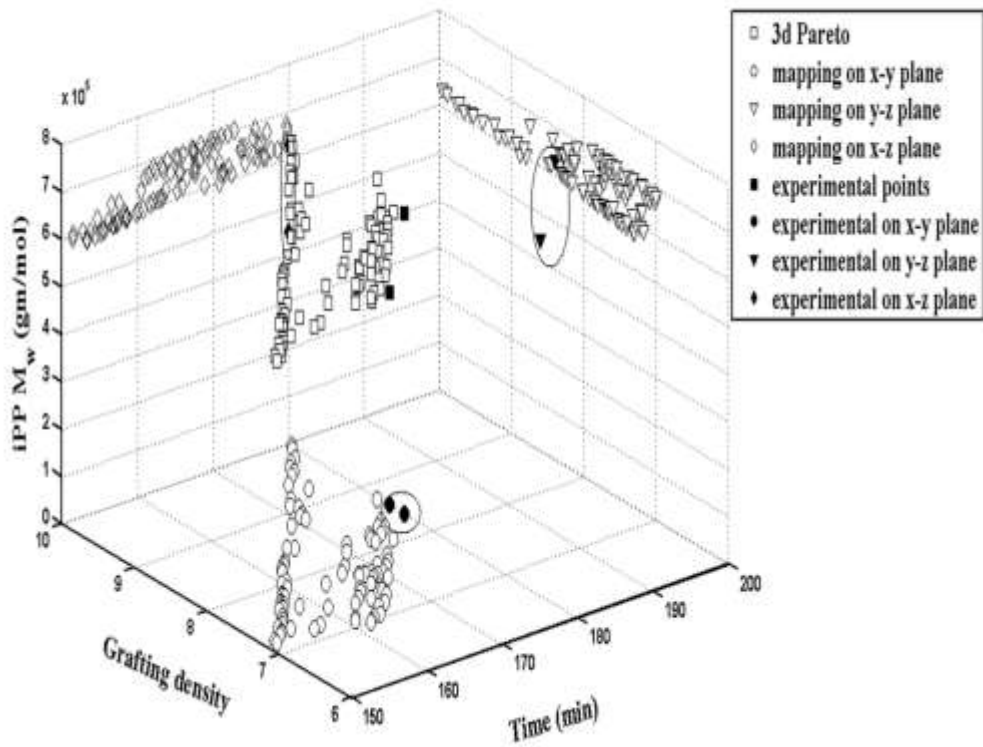 x 10⁵
8
7
6
5
4
3
2
1
0
iPP M_w (gm/mol)
10
9
8
7
6
Grafting density
150
160
170
180
190
200
Time (min)
3d Pareto
mapping on x-y plane
mapping on y-z plane
mapping on x-z plane
experimental points
experimental on x-y plane
experimental on y-z plane
experimental on x-z plane